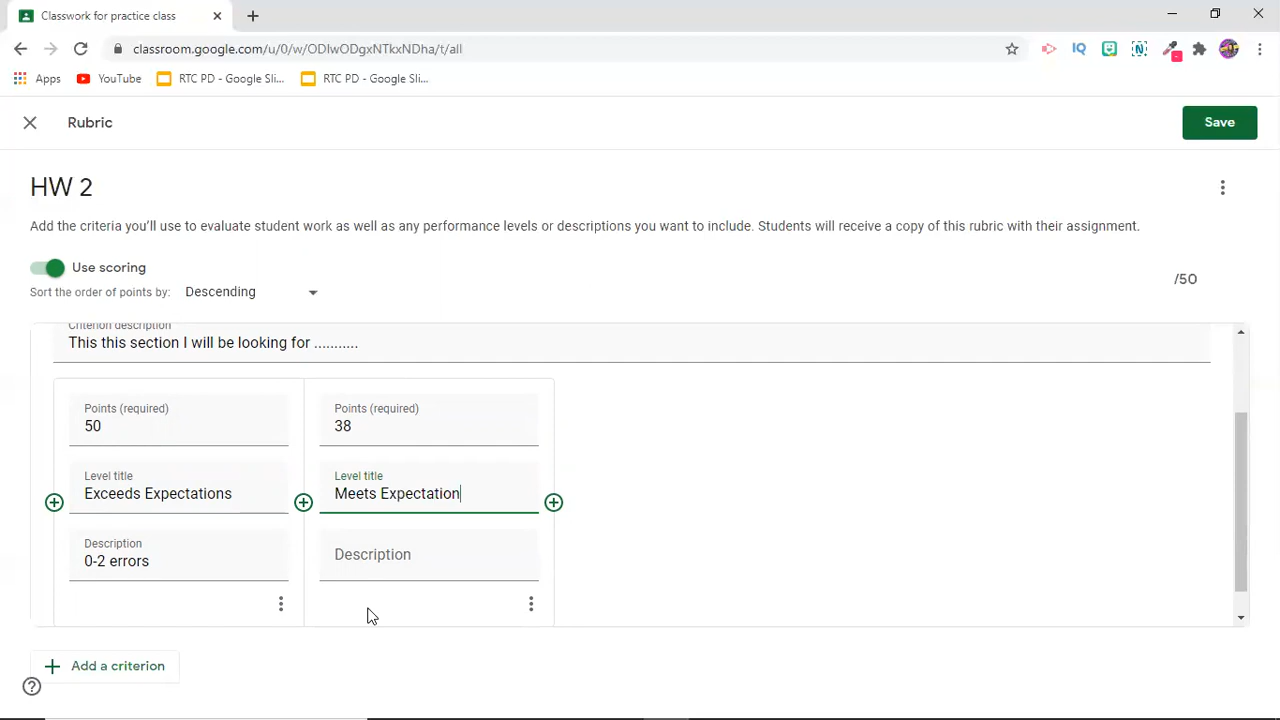 Classwork for practice class
classroom.google.com/u/0/w/ODIwODgxNTkxNDha/t/all
Apps YouTube RTC PD - Google Sli... RTC PD - Google Sli...
Rubric Save
HW 2
Add the criteria you'll use to evaluate student work as well as any performance levels or descriptions you want to include. Students will receive a copy of this rubric with their assignment.
Use scoring
Sort the order of points by: Descending
/50
Criterion description
This this section I will be looking for ...........
Points (required) Points (required)
50 38
Level title Level title
Exceeds Expectations Meets Expectation
Description Description
0-2 errors
Add a criterion